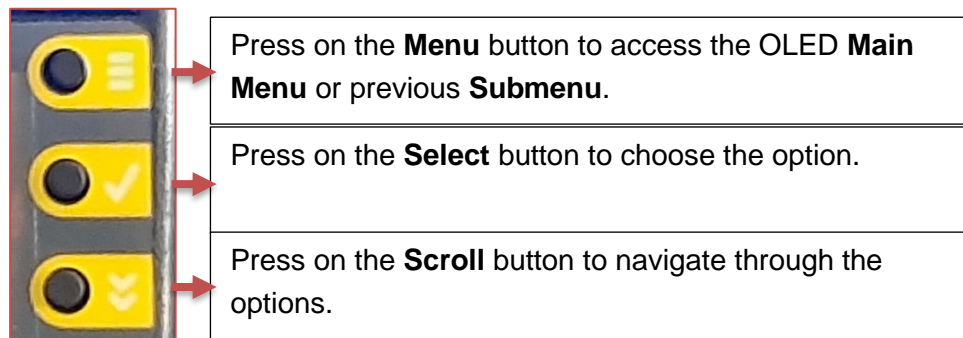 Press on the Menu button to access the OLED Main
Menu or previous Submenu.
Press on the Select button to choose the option.
Press on the Scroll button to navigate through the
options.